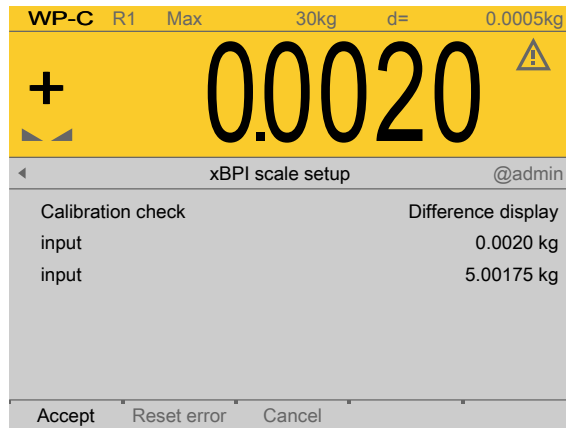 WP-C R1 Max 30kg d= 0.0005kg
+ 0.0020
xBPI scale setup @admin
Calibration check Difference display
input 0.0020 kg
input 5.00175 kg
Accept Reset error Cancel